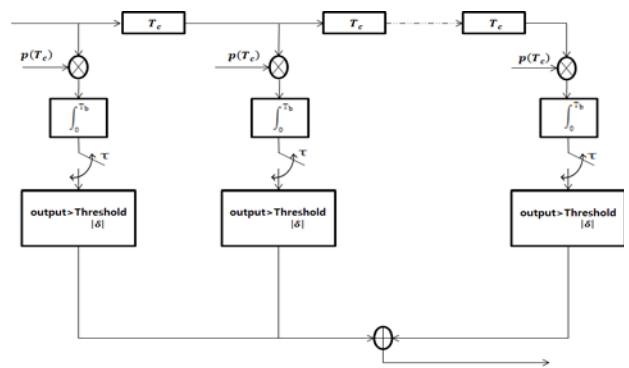 T_c T_c T_c
p(T_c) p(T_c) p(T_c)
∫_0^{T_b} ∫_0^{T_b} ∫_0^{T_b}
τ τ τ
output>Threshold output>Threshold output>Threshold
|δ| |δ| |δ|